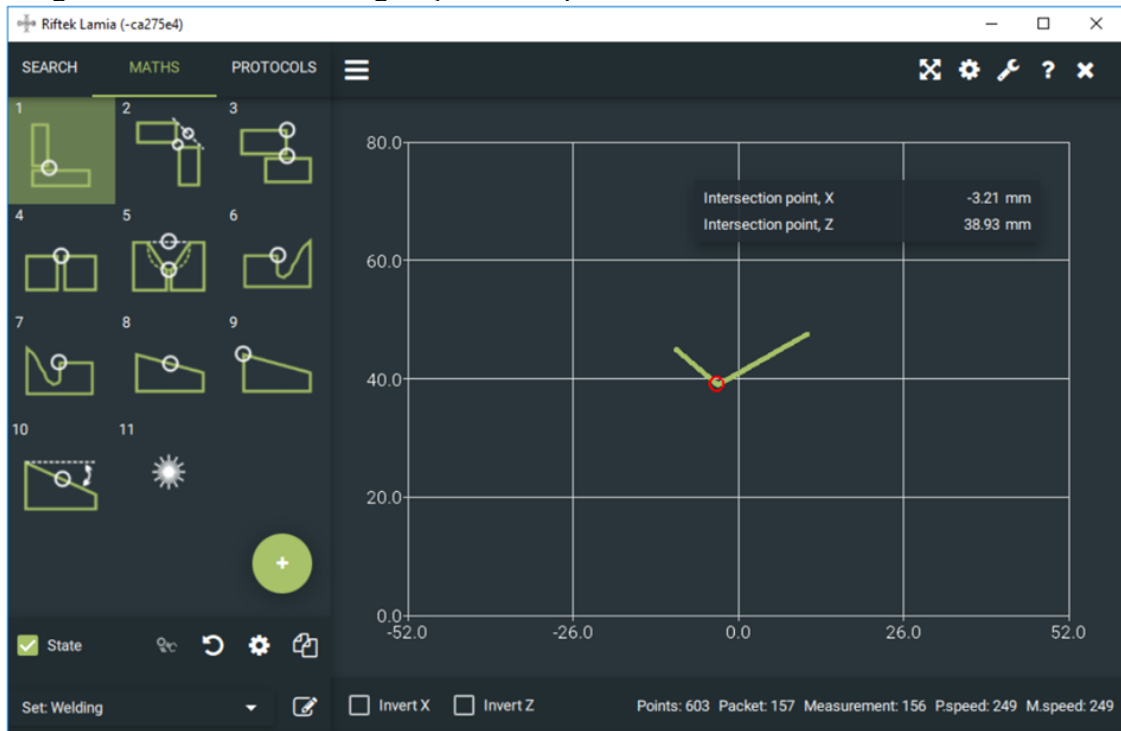 Riftek Lamia (-ca275e4)
SEARCH MATHS PROTOCOLS
1 2 3
4 5 6
7 8 9
10 11
+
State
Set: Welding
80.0
60.0
40.0
20.0
0.0
-52.0 -26.0 0.0 26.0 52.0
Intersection point, X -3.21 mm
Intersection point, Z 38.93 mm
Invert X Invert Z Points: 603 Packet: 157 Measurement: 156 P.speed: 249 M.speed: 249